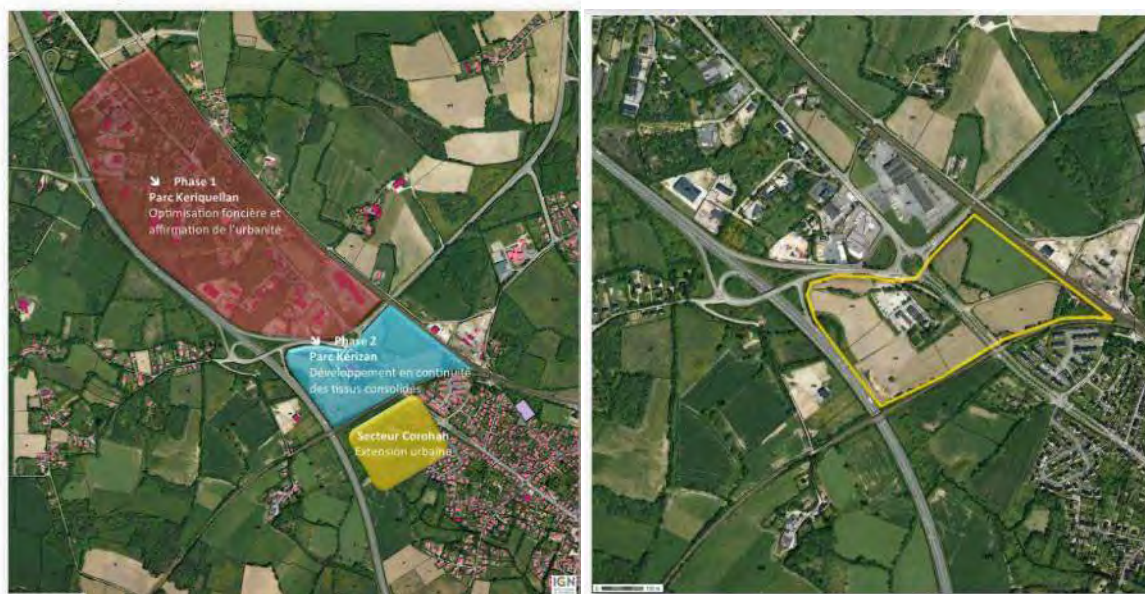 ↘ Phase 1
Parc Keriquellan
Optimisation foncière et
affirmation de l'urbanité
↘ Phase 2
Parc Kérizan
Développement en continuité
des tissus consolidés
Secteur Corohan
Extension urbaine
IGN